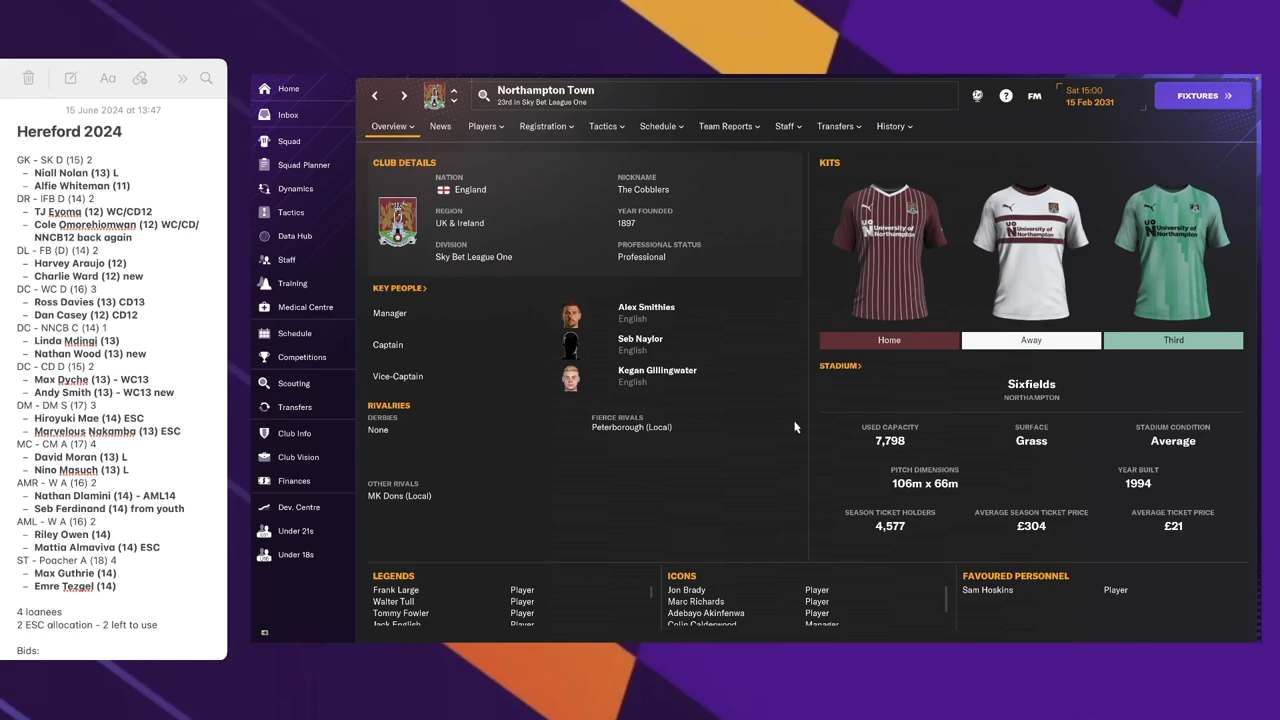 15 June 2024 at 13:47
Hereford 2024
GK - SK D (15) 2
– Niall Nolan (13) L
– Alfie Whiteman (11)
DR - IFB D (14) 2
– TJ Eyoma (12) WC/CD12
– Cole Omorehiomwan (12) WC/CD/
NNCB12 back again
DL - FB (D) (14) 2
– Harvey Araujo (12)
– Charlie Ward (12) new
DC - WC D (16) 3
– Ross Davies (13) CD13
– Dan Casey (12) CD12
DC - NNCB C (14) 1
– Linda Mdingi (13)
– Nathan Wood (13) new
DC - CD D (15) 2
– Max Dyche (13) - WC13
– Andy Smith (13) - WC13 new
DM - DM S (17) 3
– Hiroyuki Mae (14) ESC
– Marvelous Nakamba (13) ESC
MC - CM A (17) 4
– David Moran (13) L
– Nino Masuch (13) L
AMR - W A (16) 2
– Nathan Dlamini (14) - AML14
– Seb Ferdinand (14) from youth
AML - W A (16) 2
– Riley Owen (14)
– Mattia Almaviva (14) ESC
ST - Poacher A (18) 4
– Max Guthrie (14)
– Emre Tezgel (14)
4 loanees
2 ESC allocation - 2 left to use
Bids:
Home
Inbox
Squad
Squad Planner
Dynamics
Tactics
Data Hub
Staff
Training
Medical Centre
Schedule
Competitions
Scouting
Transfers
Club Info
Club Vision
Finances
Dev. Centre
Under 21s
Under 18s
Northampton Town
23rd in Sky Bet League One
FM
Sat 15:00
15 Feb 2031
FIXTURES
Overview News Players Registration Tactics Schedule Team Reports Staff Transfers History
CLUB DETAILS
NATION
England
NICKNAME
The Cobblers
REGION
UK & Ireland
YEAR FOUNDED
1897
DIVISION
Sky Bet League One
PROFESSIONAL STATUS
Professional
KEY PEOPLE
Manager
Alex Smithies
English
Captain
Seb Naylor
English
Vice-Captain
Kegan Gillingwater
English
RIVALRIES
DERBIES
None
FIERCE RIVALS
Peterborough (Local)
OTHER RIVALS
MK Dons (Local)
KITS
University of Northampton
University of Northampton
University of Northampton
Home Away Third
STADIUM
Sixfields
NORTHAMPTON
USED CAPACITY
7,798
SURFACE
Grass
STADIUM CONDITION
Average
PITCH DIMENSIONS
106m x 66m
YEAR BUILT
1994
SEASON TICKET HOLDERS
4,577
AVERAGE SEASON TICKET PRICE
£304
AVERAGE TICKET PRICE
£21
LEGENDS
Frank Large Player
Walter Tull Player
Tommy Fowler Player
Jack English Player
ICONS
Jon Brady Player
Marc Richards Player
Adebayo Akinfenwa Player
Colin Calderwood Manager
FAVOURED PERSONNEL
Sam Hoskins Player